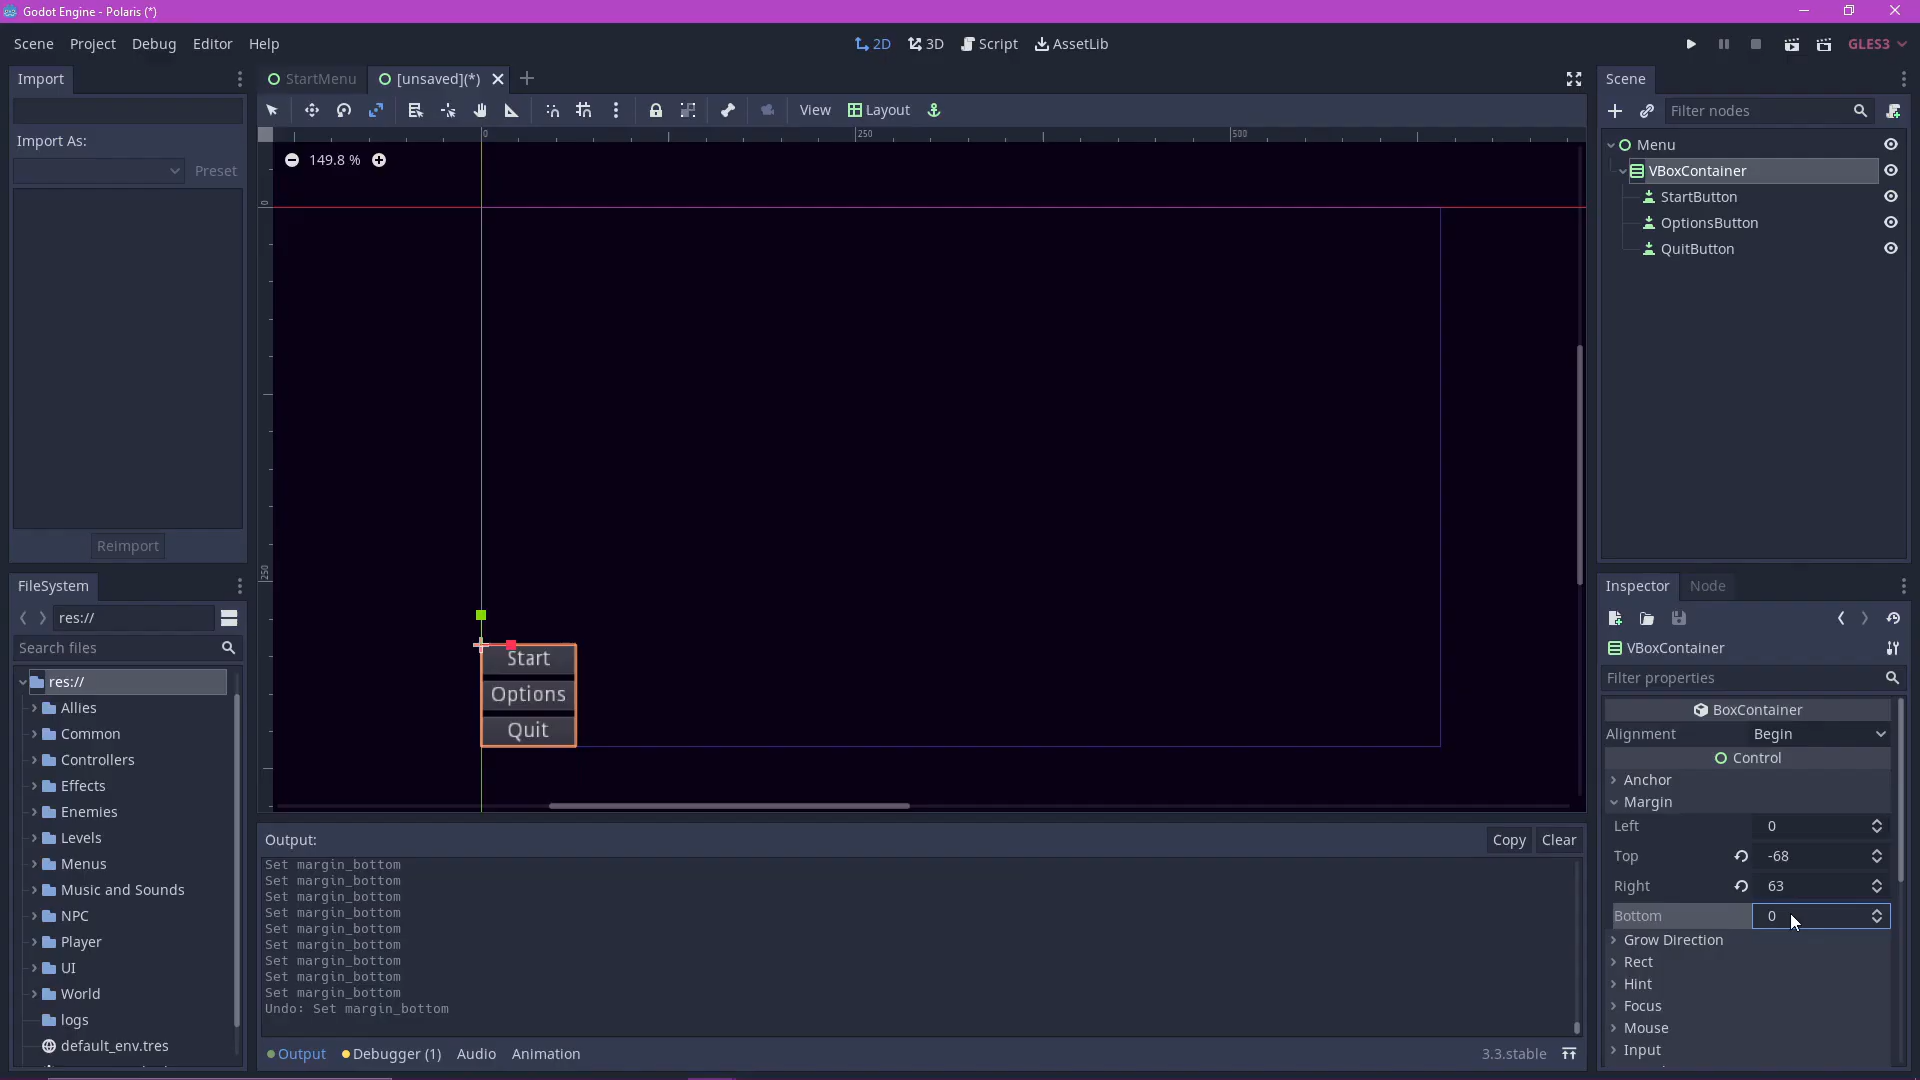 Godot Engine - Polaris (*)
Scene Project Debug Editor Help
2D 3D Script AssetLib
GLES3
Import
Import As:
Preset
Reimport
StartMenu [unsaved](*)
View Layout
0 250 500
149.8 %
0
250
Start
Options
Quit
FileSystem
res://
Search files
res://
Allies
Common
Controllers
Effects
Enemies
Levels
Menus
Music and Sounds
NPC
Player
UI
World
logs
default_env.tres
Output:
Copy Clear
Set margin_bottom
Set margin_bottom
Set margin_bottom
Set margin_bottom
Set margin_bottom
Set margin_bottom
Set margin_bottom
Set margin_bottom
Set margin_bottom
Undo: Set margin_bottom
Output Debugger (1) Audio Animation
3.3.stable
Scene
Filter nodes
Menu
VBoxContainer
StartButton
OptionsButton
QuitButton
Inspector Node
VBoxContainer
Filter properties
BoxContainer
Alignment Begin
Control
Anchor
Margin
Left 0
Top -68
Right 63
Bottom 0
Grow Direction
Rect
Hint
Focus
Mouse
Input